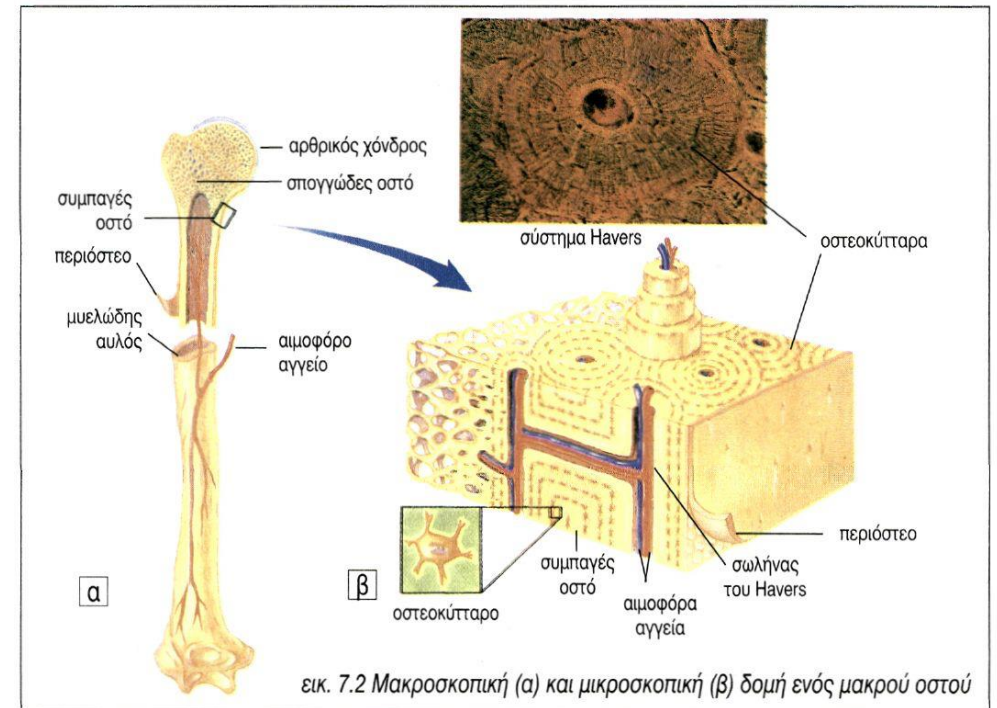 αρθρικός χόνδρος
σπογγώδες οστό
συμπαγές
οστό
περιόστεο
μυελώδης
αυλός
αιμοφόρο
αγγείο
α
σύστημα Havers
οστεοκύτταρα
περιόστεο
σωλήνας
του Havers
συμπαγές
οστό
αιμοφόρα
αγγεία
οστεοκύτταρο
β
εικ. 7.2 Μακροσκοπική (α) και μικροσκοπική (β) δομή ενός μακρού οστού